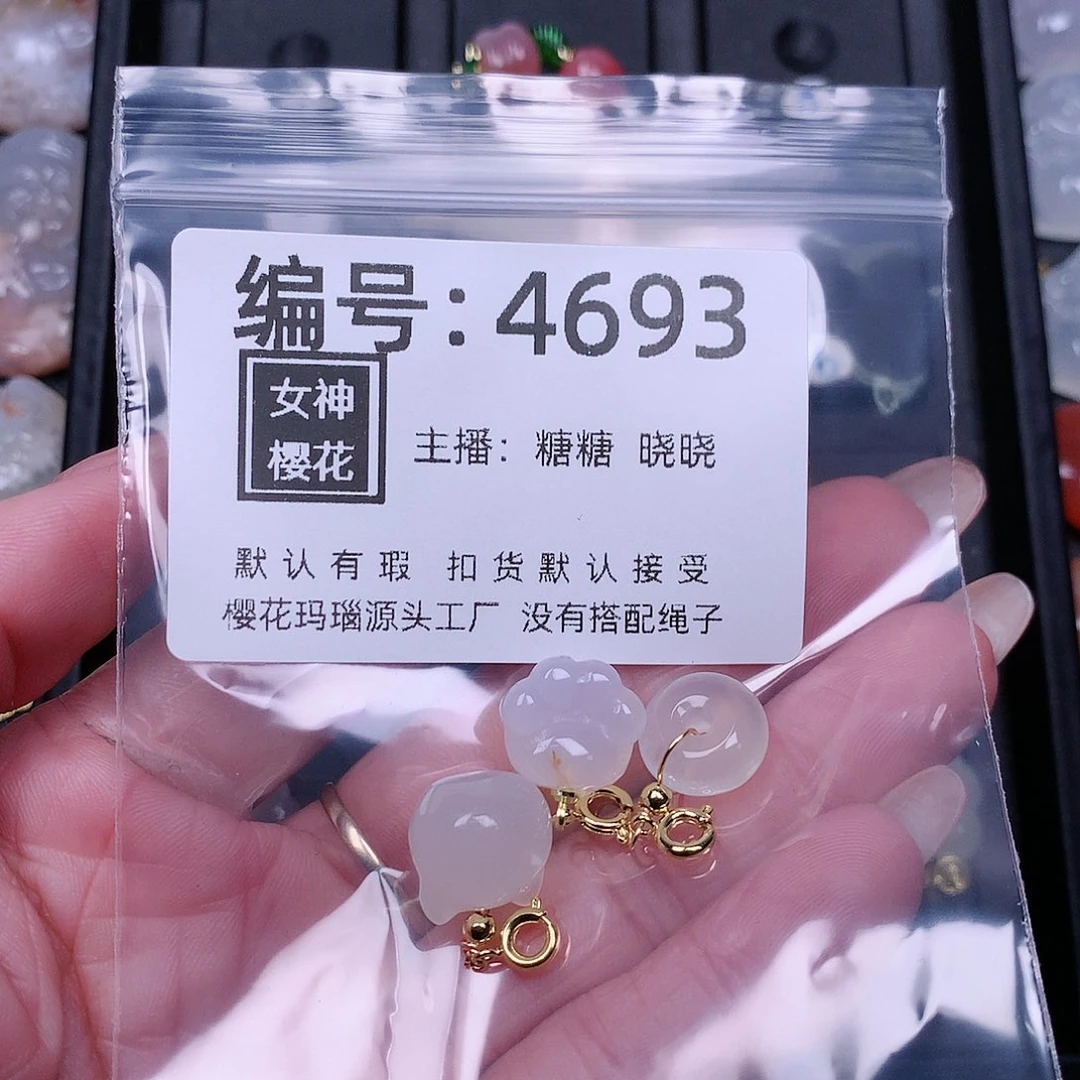 编号:4693
女神
樱花
主播: 糖糖 晓晓
默认有瑕 扣货默认接受
樱花玛瑙源头工厂 没有搭配绳子